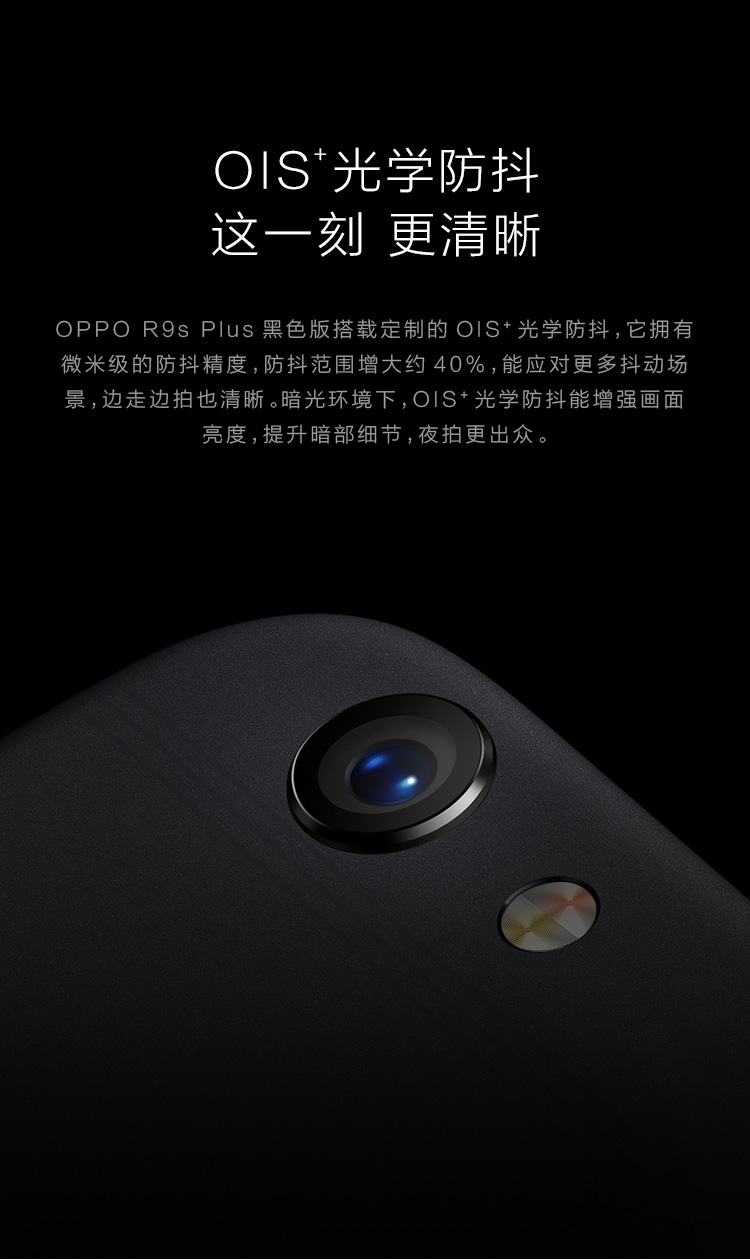 OIS⁺光学防抖
这一刻 更清晰
OPPO R9s Plus 黑色版搭载定制的 OIS⁺ 光学防抖,它拥有
微米级的防抖精度,防抖范围增大约 40%,能应对更多抖动场
景,边走边拍也清晰。暗光环境下,OIS⁺ 光学防抖能增强画面
亮度,提升暗部细节,夜拍更出众。